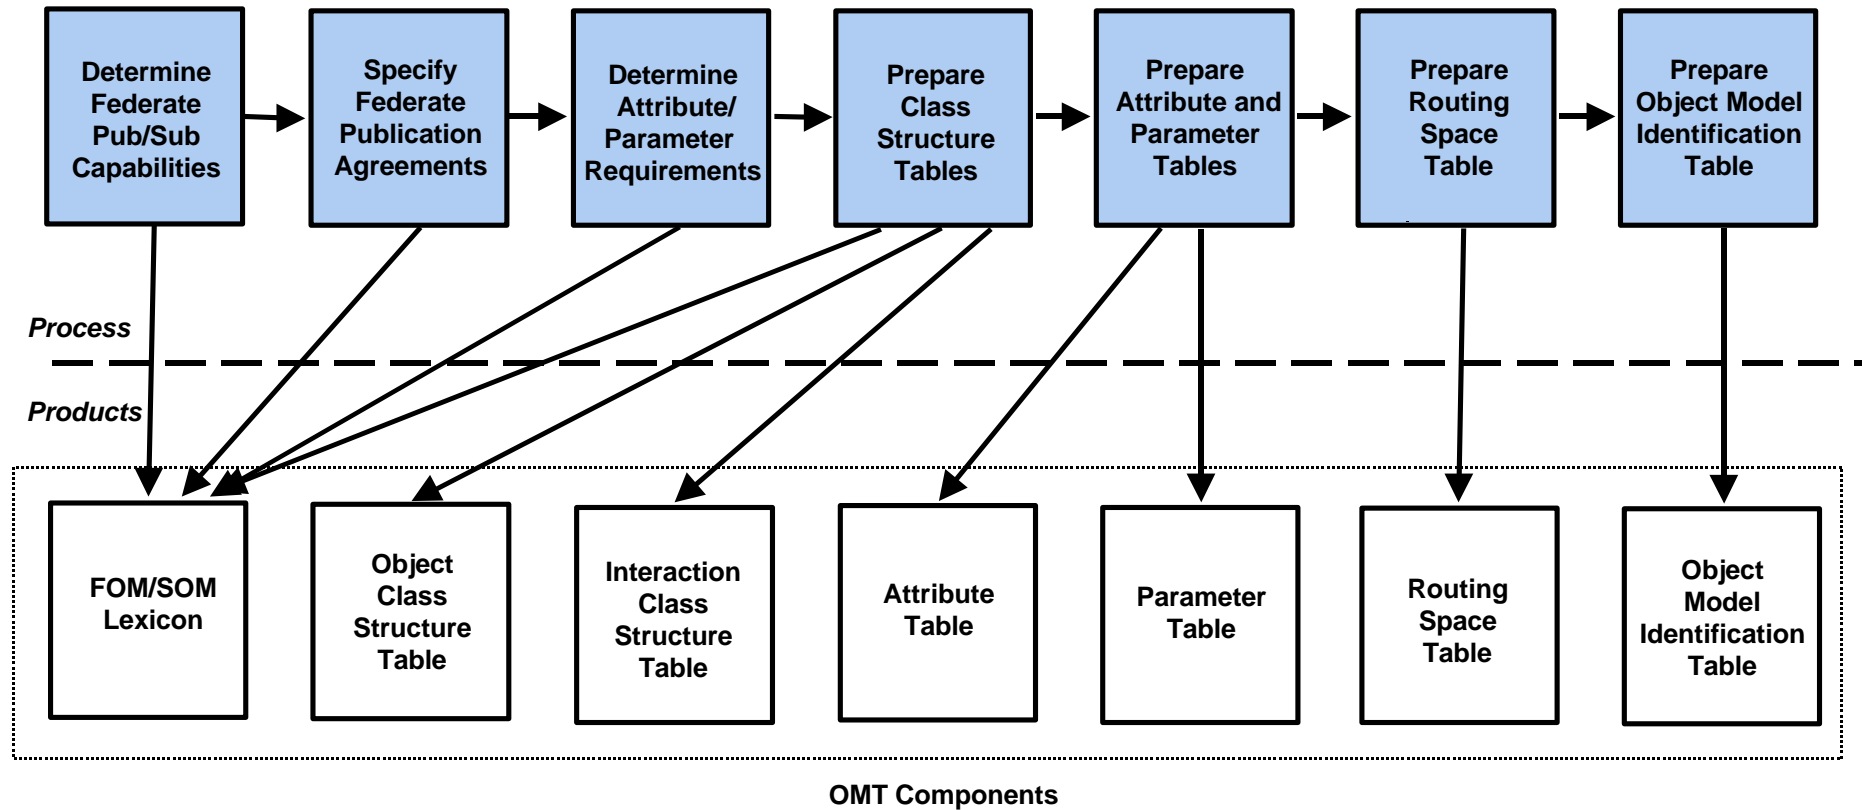 Determine
Federate
Pub/Sub
Capabilities
Specify
Federate
Publication
Agreements
Determine
Attribute/
Parameter
Requirements
Prepare
Class
Structure
Tables
Prepare
Attribute and
Parameter
Tables
Prepare
Routing
Space
Table
Prepare
Object Model
Identification
Table
Process
Products
FOM/SOM
Lexicon
Object
Class
Structure
Table
Interaction
Class
Structure
Table
Attribute
Table
Parameter
Table
Routing
Space
Table
Object
Model
Identification
Table
OMT Components